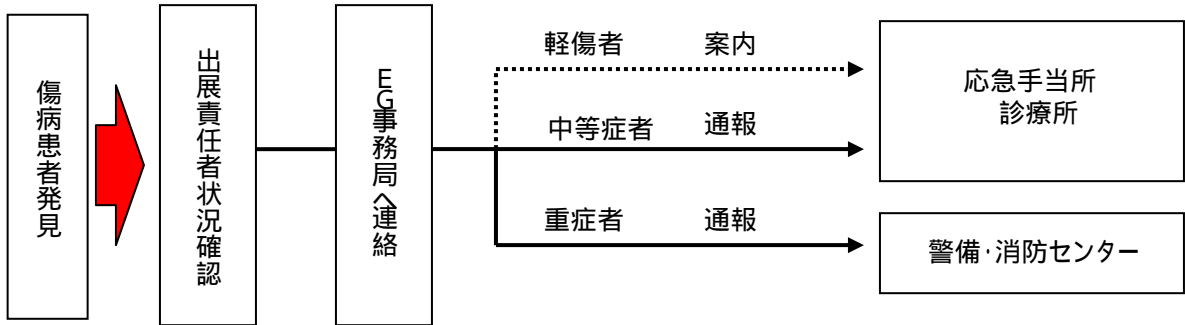 傷病患者発見
出展責任者状況確認
EG事務局へ連絡
軽傷者 案内
中等症者 通報
重症者 通報
応急手当所
診療所
警備･消防センター